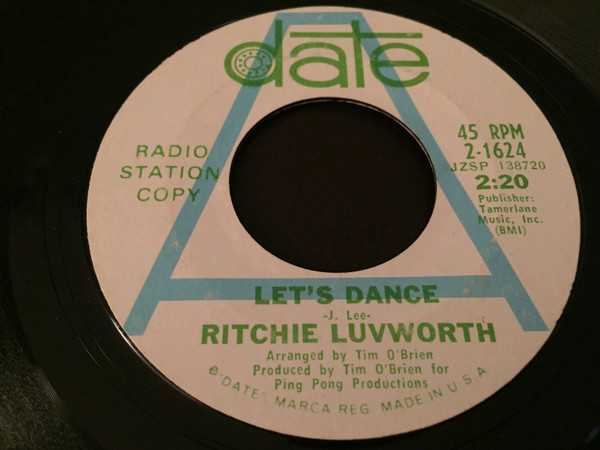 date
RADIO
STATION
COPY
45 RPM
2-1624
JZSP 138720
2:20
Publisher:
Tamerlane
Music, Inc.
(BMI)
A
LET'S DANCE
-J. Lee-
RITCHIE LUVWORTH
Arranged by Tim O'Brien
Produced by Tim O'Brien for
Ping Pong Productions
"DATE" MARCA REG. MADE IN U.S.A.